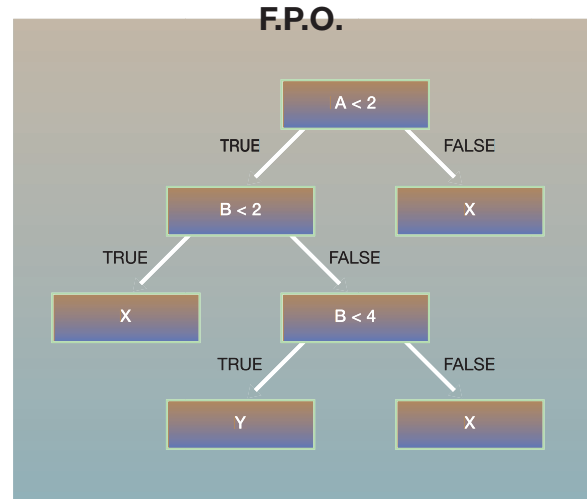 F.P.O.
A < 2
TRUE
FALSE
B < 2
X
TRUE
FALSE
X
B < 4
TRUE
FALSE
Y
X